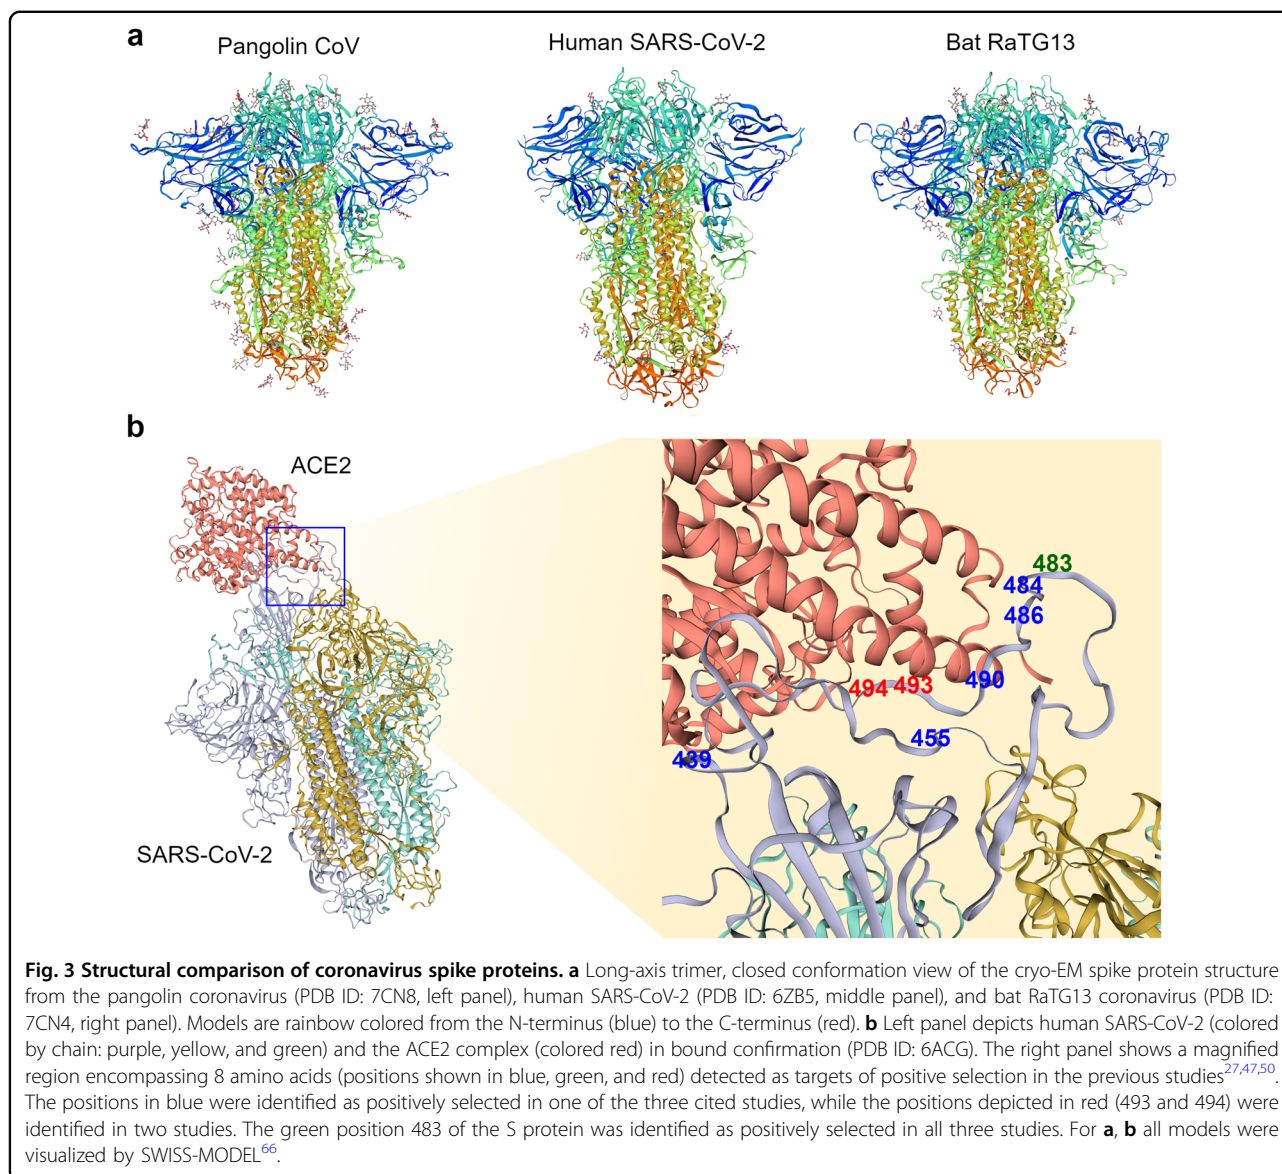 a
Pangolin CoV
Human SARS-CoV-2
Bat RaTG13
b
ACE2
SARS-CoV-2
483
484
486
490
493
494
455
439
Fig. 3 Structural comparison of coronavirus spike proteins. a Long-axis trimer, closed conformation view of the cryo-EM spike protein structure
from the pangolin coronavirus (PDB ID: 7CN8, left panel), human SARS-CoV-2 (PDB ID: 6ZB5, middle panel), and bat RaTG13 coronavirus (PDB ID:
7CN4, right panel). Models are rainbow colored from the N-terminus (blue) to the C-terminus (red). b Left panel depicts human SARS-CoV-2 (colored
by chain: purple, yellow, and green) and the ACE2 complex (colored red) in bound confirmation (PDB ID: 6ACG). The right panel shows a magnified
region encompassing 8 amino acids (positions shown in blue, green, and red) detected as targets of positive selection in the previous studies27,47,50.
The positions in blue were identified as positively selected in one of the three cited studies, while the positions depicted in red (493 and 494) were
identified in two studies. The green position 483 of the S protein was identified as positively selected in all three studies. For a, b all models were
visualized by SWISS-MODEL66.